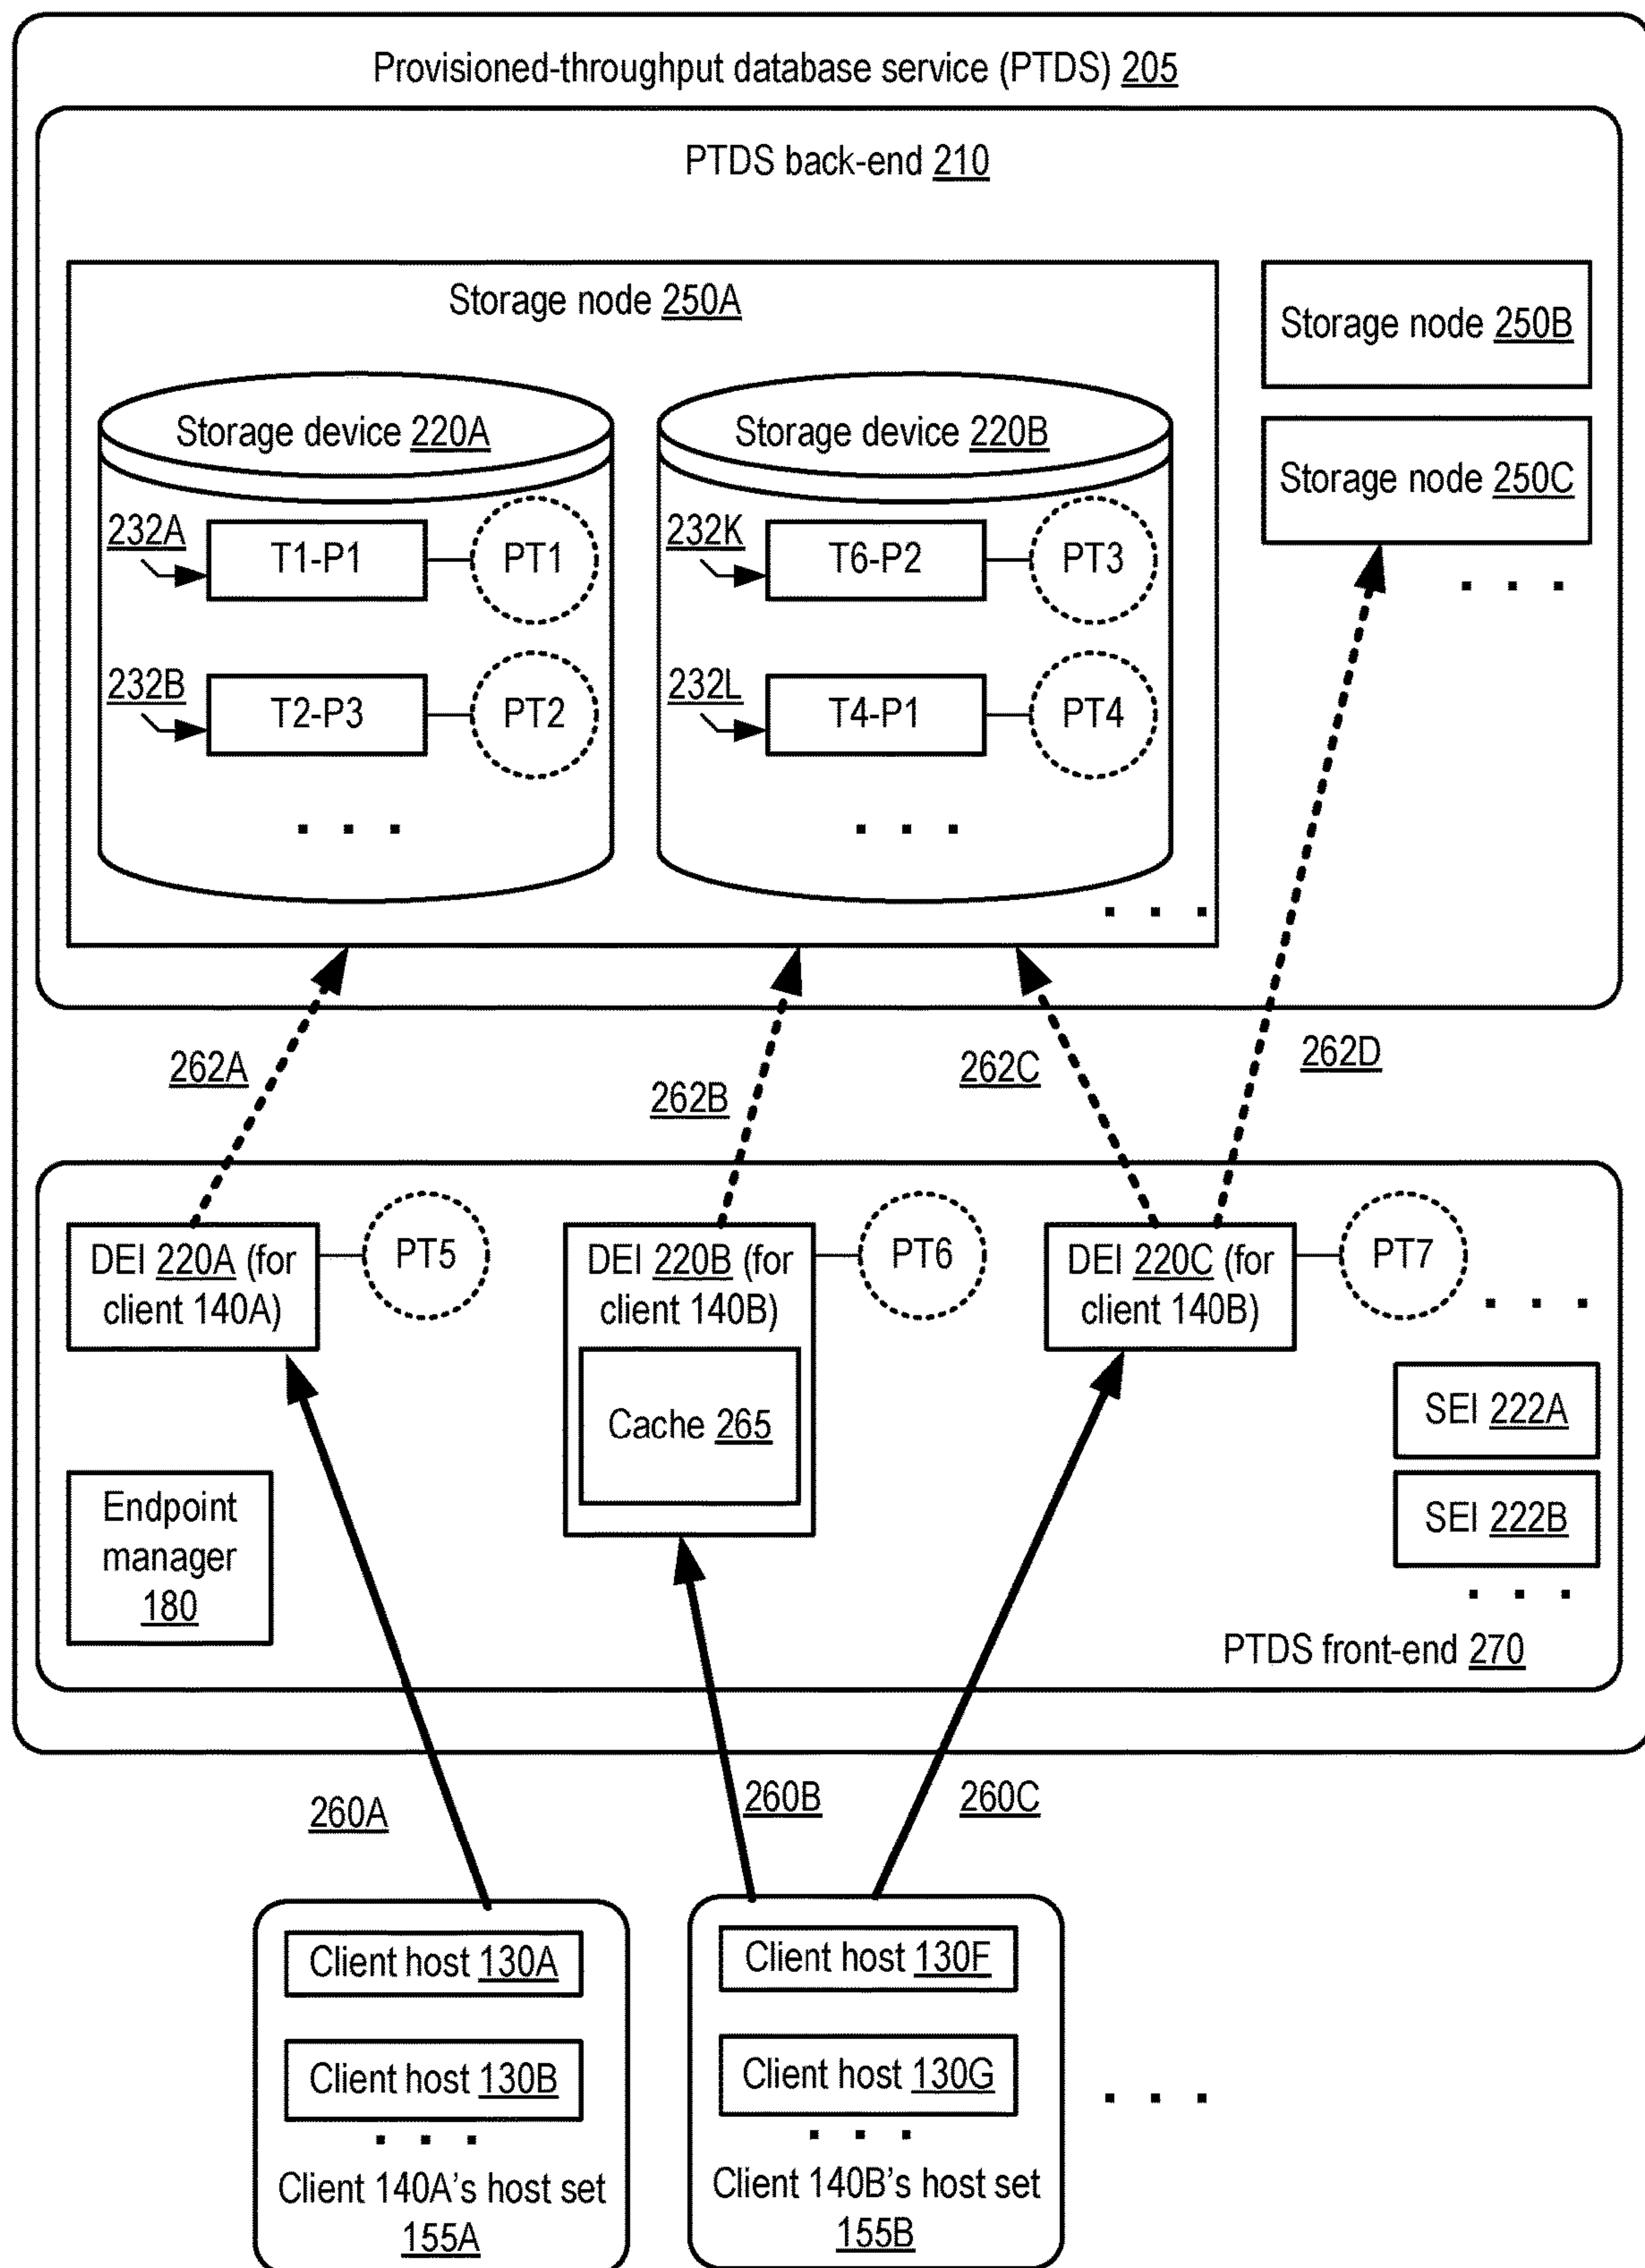 Provisioned-throughput database service (PTDS) 205
PTDS back-end 210
Storage node 250A
Storage node 250B
Storage node 250C
Storage device 220A
Storage device 220B
232A
T1-P1
PT1
232K
T6-P2
PT3
232B
T2-P3
PT2
232L
T4-P1
PT4
. . .
. . .
. . .
. . .
262A
262B
262C
262D
DEI 220A (for
client 140A)
PT5
DEI 220B (for
client 140B)
PT6
Cache 265
DEI 220C (for
client 140B)
PT7
. . .
SEI 222A
SEI 222B
. . .
Endpoint
manager
180
PTDS front-end 270
260A
260B
260C
Client host 130A
Client host 130B
. . .
Client 140A's host set
155A
Client host 130F
Client host 130G
. . .
Client 140B's host set
155B
. . .